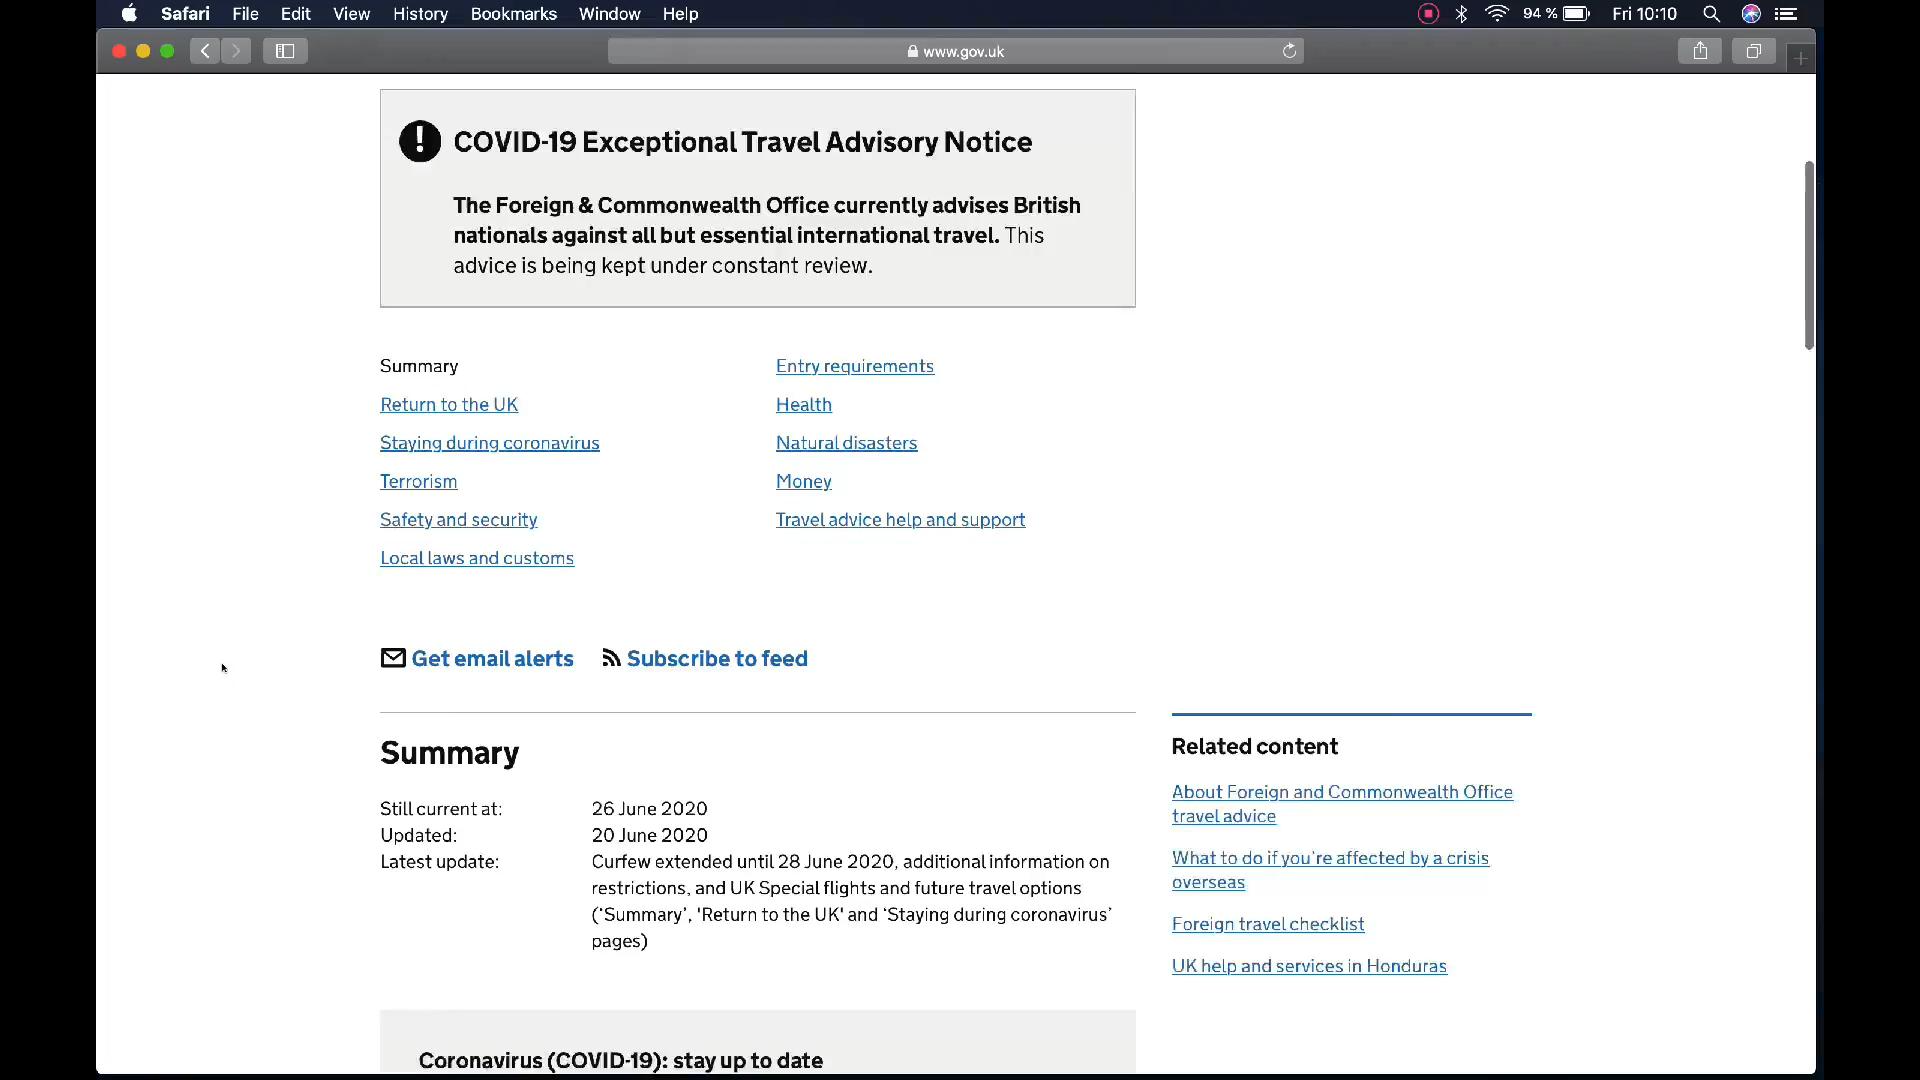 Safari File Edit View History Bookmarks Window Help 94 % Fri 10:10
www.gov.uk
COVID-19 Exceptional Travel Advisory Notice
The Foreign & Commonwealth Office currently advises British
nationals against all but essential international travel. This
advice is being kept under constant review.
Summary
Return to the UK
Staying during coronavirus
Terrorism
Safety and security
Local laws and customs
Entry requirements
Health
Natural disasters
Money
Travel advice help and support
Get email alerts Subscribe to feed
Summary
Still current at: 26 June 2020
Updated: 20 June 2020
Latest update: Curfew extended until 28 June 2020, additional information on
restrictions, and UK Special flights and future travel options
(‘Summary’, 'Return to the UK' and ‘Staying during coronavirus’
pages)
Coronavirus (COVID-19): stay up to date
Related content
About Foreign and Commonwealth Office
travel advice
What to do if you’re affected by a crisis
overseas
Foreign travel checklist
UK help and services in Honduras